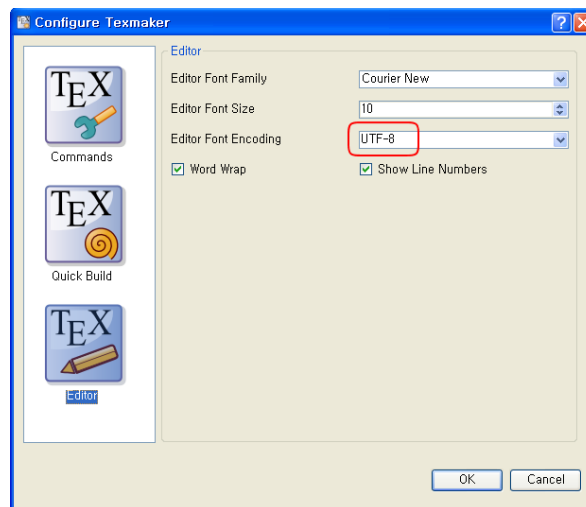 Configure Texmaker
TEX
Commands
TEX
Quick Build
TEX
Editor
Editor
Editor Font Family
Courier New
Editor Font Size
10
Editor Font Encoding
UTF-8
Word Wrap
Show Line Numbers
OK
Cancel